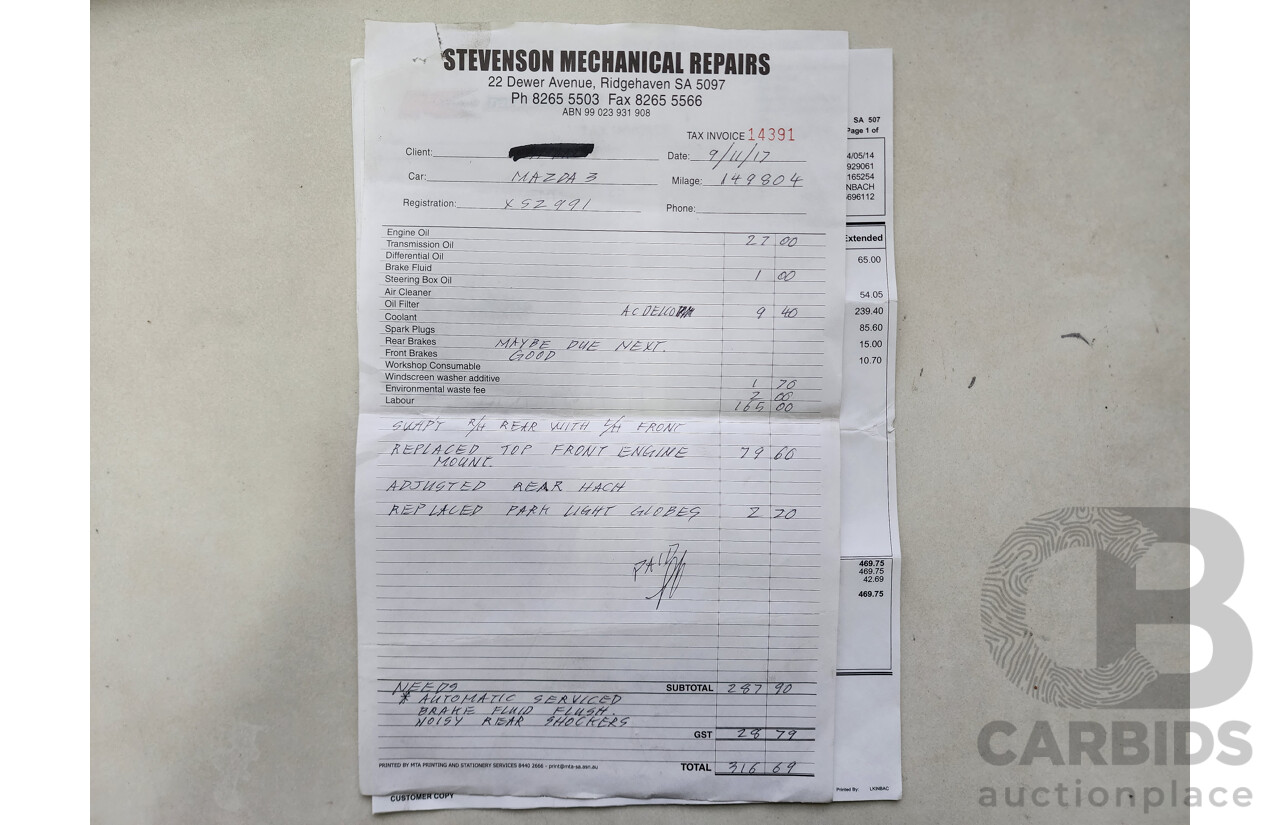 STEVENSON MECHANICAL REPAIRS
22 Dewer Avenue, Ridgehaven SA 5097
Ph 8265 5503 Fax 8265 5566
ABN 99 023 931 908
TAX INVOICE 14391
Client: Date: 9/11/17
Car: MAZDA 3 Milage: 149804
Registration: XSZ991 Phone:
Engine Oil 27 00
Transmission Oil
Differential Oil
Brake Fluid 1 00
Steering Box Oil
Air Cleaner
Oil Filter AC DELCO 9 40
Coolant
Spark Plugs
Rear Brakes MAYBE DUE NEXT.
Front Brakes GOOD
Workshop Consumable
Windscreen washer additive 1 70
Environmental waste fee 2 00
Labour 165 00
SWAPT R/H REAR WITH L/H FRONT
REPLACED TOP FRONT ENGINE 79 60
MOUNT.
ADJUSTED REAR HACH
REPLACED PARK LIGHT GLOBES 2 20
PAID
NEEDS SUBTOTAL 287 90
* AUTOMATIC SERVICED
BRAKE FLUID FLUSH
NOISY REAR SHOCKERS
GST 28 79
TOTAL 316 69
PRINTED BY MTA PRINTING AND STATIONERY SERVICES 8440 2666 - print@mta-sa.asn.au
CUSTOMER COPY
SA 507
Page 1 of
4/05/14
929061
165254
NBACH
696112
Extended
65.00
54.05
239.40
85.60
15.00
10.70
469.75
469.75
42.69
469.75
Printed By: LKINBAC
CB
CARBIDS
auctionplace